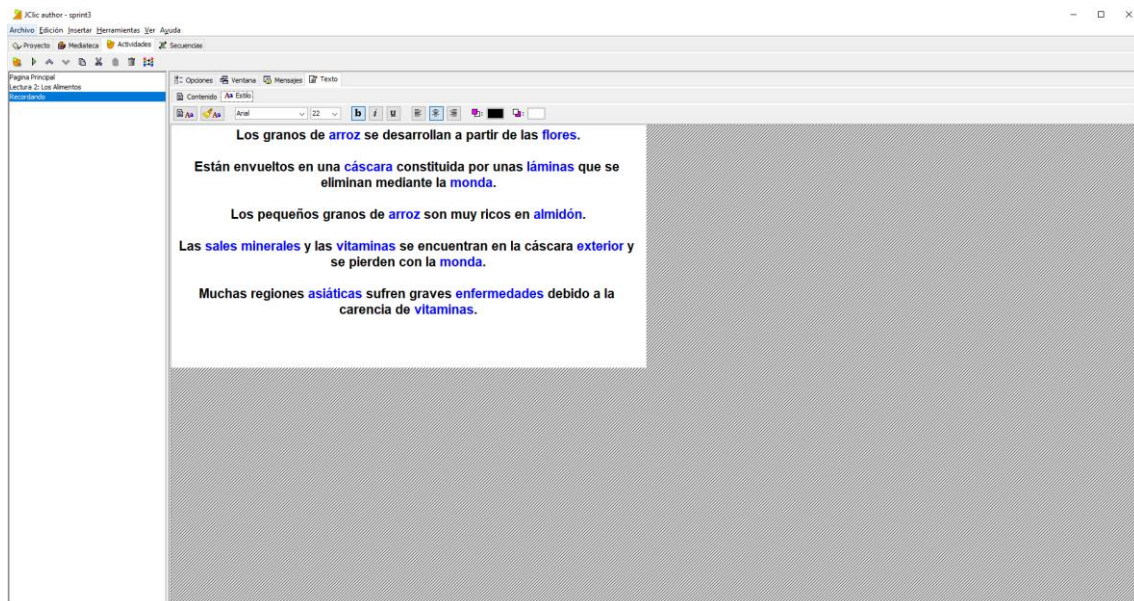 JClic author - sprint3
Archivo Edición Insertar Herramientas Ver Ayuda
Proyecto Mediateca Actividades Secuencias
Pagina Principal
Lectura 2: Los Alimentos
Recordando
Opciones Ventana Mensajes Texto
Contenido Aa Estilo
Aa Aa Arial 22 b i u
Los granos de arroz se desarrollan a partir de las flores.
Están envueltos en una cáscara constituida por unas láminas que se
eliminan mediante la monda.
Los pequeños granos de arroz son muy ricos en almidón.
Las sales minerales y las vitaminas se encuentran en la cáscara exterior y
se pierden con la monda.
Muchas regiones asiáticas sufren graves enfermedades debido a la
carencia de vitaminas.